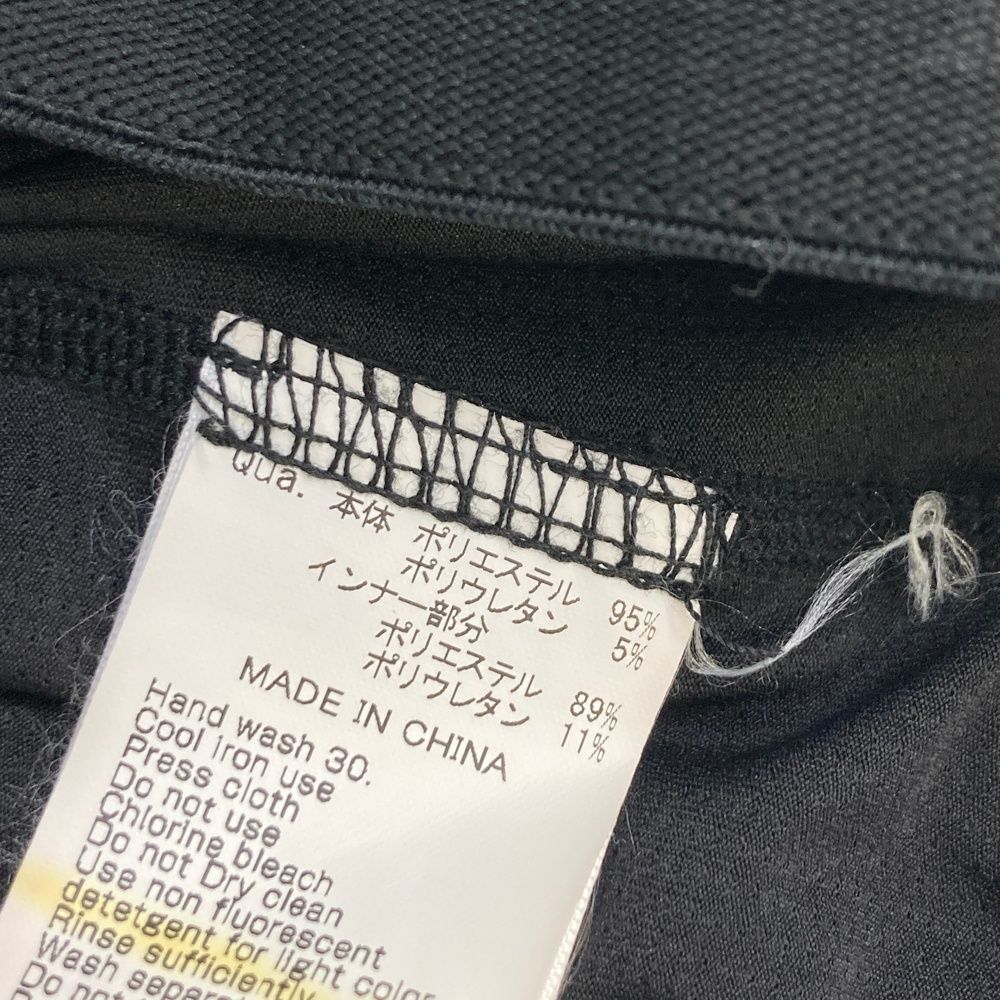 Qua. 本体 ポリエステル 95%
ポリウレタン 5%
インナー部分
ポリエステル 89%
ポリウレタン 11%
MADE IN CHINA
Hand wash 30.
Cool iron use
Press cloth
Do not use
Chlorine bleach
Do not Dry clean
Use non fluorescent
detetgent for light color
Rinse sufficiently
Wash separat
Do not